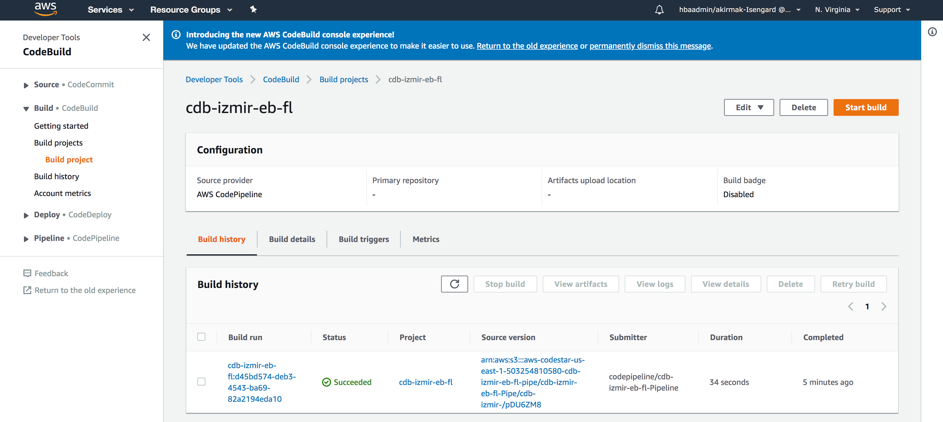 aws
Services
Resource Groups
hbaadmin/akirmak-Isengard @...
N. Virginia
Support
Developer Tools
CodeBuild
Source • CodeCommit
Build • CodeBuild
Getting started
Build projects
Build project
Build history
Account metrics
Deploy • CodeDeploy
Pipeline • CodePipeline
Feedback
Return to the old experience
Introducing the new AWS CodeBuild console experience!
We have updated the AWS CodeBuild console experience to make it easier to use. Return to the old experience or permanently dismiss this message.
Developer Tools
CodeBuild
Build projects
cdb-izmir-eb-fl
cdb-izmir-eb-fl
Edit
Delete
Start build
Configuration
Source provider
AWS CodePipeline
Primary repository
-
Artifacts upload location
-
Build badge
Disabled
Build history
Build details
Build triggers
Metrics
Build history
Stop build
View artifacts
View logs
View details
Delete
Retry build
1
Build run
Status
Project
Source version
Submitter
Duration
Completed
cdb-izmir-eb-
fl:d45bd574-deb3-
4543-ba69-
82a2194eda10
Succeeded
cdb-izmir-eb-fl
arn:aws:s3:::aws-codestar-us-
east-1-503254810580-cdb-
izmir-eb-fl-pipe/cdb-izmir-
eb-fl-Pipe/cdb-
izmir-/pDU6ZM8
codepipeline/cdb-
izmir-eb-fl-Pipeline
34 seconds
5 minutes ago